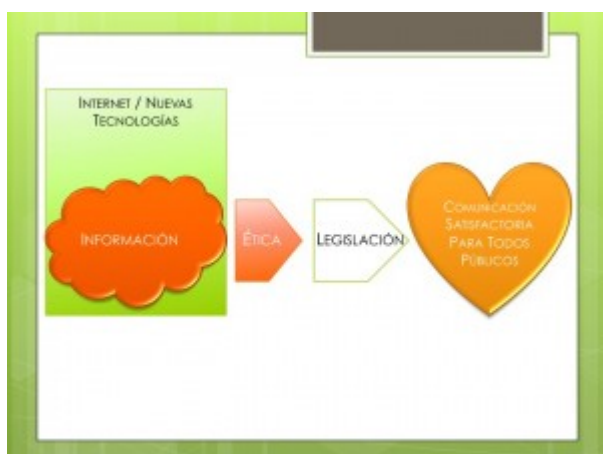 INTERNET / NUEVAS
TECNOLOGÍAS
INFORMACIÓN
ÉTICA
LEGISLACIÓN
COMUNICACIÓN
SATISFACTORIA
PARA TODOS
PÚBLICOS